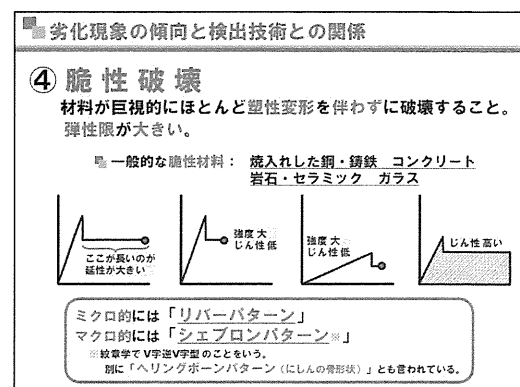 劣化現象の傾向と検出技術との関係
④ 脆性破壊
材料が巨視的にほとんど塑性変形を伴わずに破壊すること。
弾性限が大きい。
一般的な脆性材料： 焼入れした鋼・鋳鉄　コンクリート
岩石・セラミック　ガラス
ここが長いのが
延性が大きい
強度 大
じん性 低
強度 大
じん性 低
じん性 高い
ミクロ的には「リバーパターン」
マクロ的には「シェブロンパターン※」
※紋章学で V字逆V字型 のことをいう。
別に「ヘリングボーンパターン（にしんの骨形状）」とも言われている。